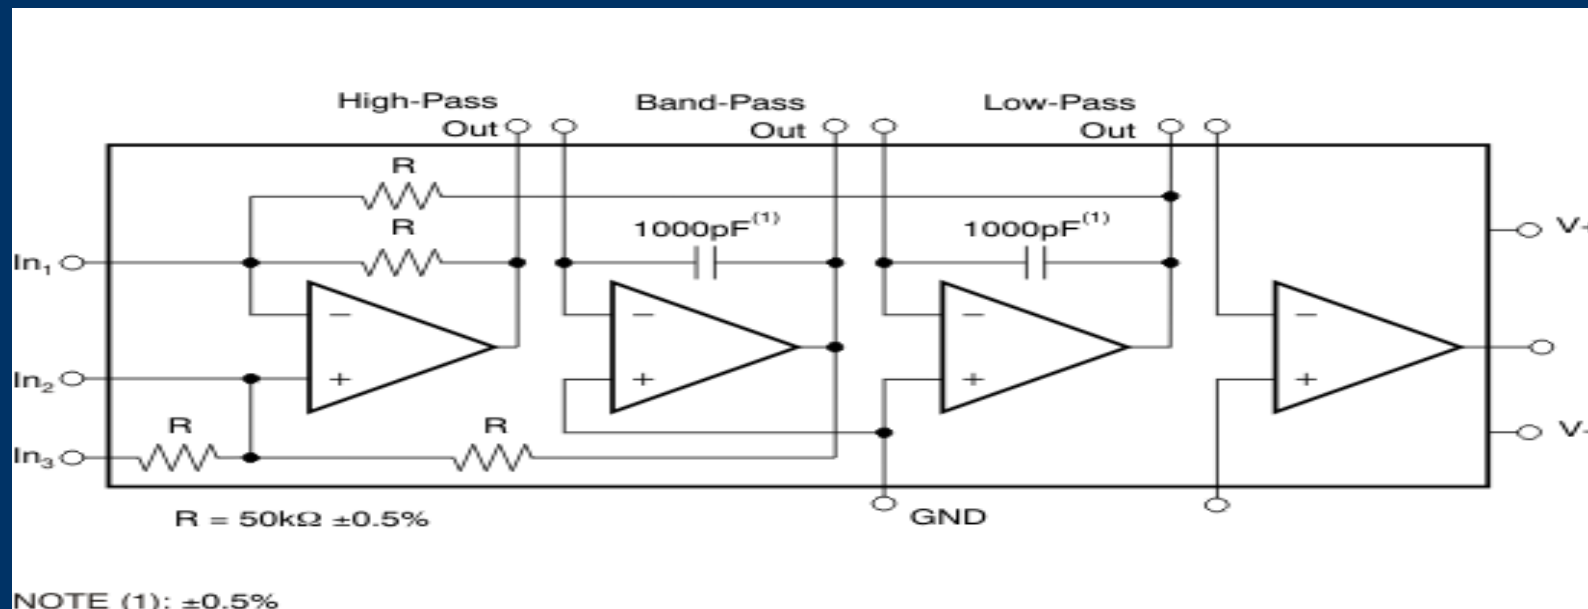 High-Pass
Out
Band-Pass
Out
Low-Pass
Out
R
R
1000pF(1)
1000pF(1)
V+
In1
−
−
−
−
In2
+
+
+
+
R
R
V-
In3
R = 50kΩ ±0.5%
GND
NOTE (1): ±0.5%